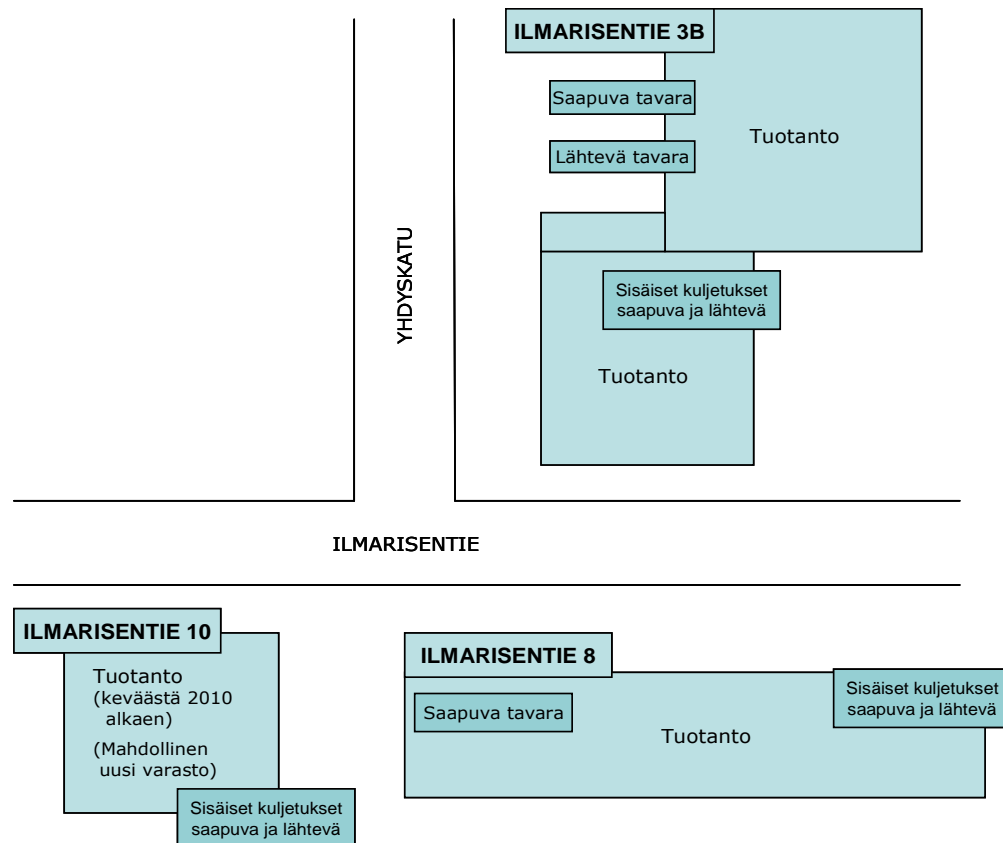 ILMARISENTIE 3B
Saapuva tavara
Tuotanto
Lähtevä tavara
YHDYSKATU
Sisäiset kuljetukset
saapuva ja lähtevä
Tuotanto
ILMARISENTIE
ILMARISENTIE 10
Tuotanto
(keväästä 2010
alkaen)
(Mahdollinen
uusi varasto)
Sisäiset kuljetukset
saapuva ja lähtevä
ILMARISENTIE 8
Saapuva tavara
Tuotanto
Sisäiset kuljetukset
saapuva ja lähtevä